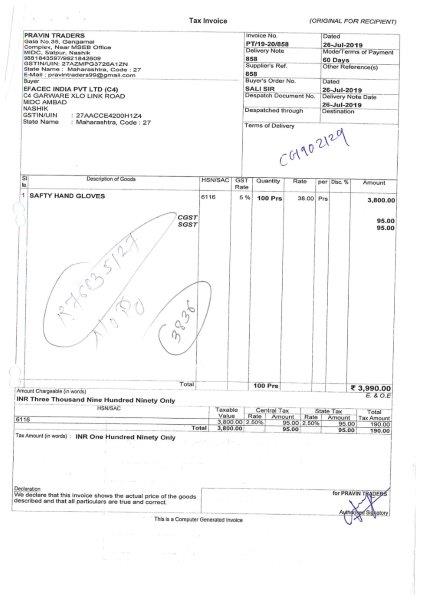 Tax Invoice (ORIGINAL FOR RECIPIENT)
PRAVIN TRADERS
Gala No.35, Gangamai
Complex, Near MSEB Office
MIDC, Satpur, Nashik
9881843597/9921842609
GSTIN/UIN: 27AZMPG3726A1ZN
State Name : Maharashtra, Code : 27
E-Mail : pravintraders99@gmail.com
Buyer
EFACEC INDIA PVT LTD (C4)
C4 GARWARE XLO LINK ROAD
MIDC AMBAD
NASHIK
GSTIN/UIN : 27AACCE4200H1Z4
State Name : Maharashtra, Code : 27
Invoice No. Dated
PT/19-20/858 26-Jul-2019
Delivery Note Mode/Terms of Payment
858 60 Days
Supplier's Ref. Other Reference(s)
858
Buyer's Order No. Dated
SALI SIR 26-Jul-2019
Despatch Document No. Delivery Note Date
26-Jul-2019
Despatched through Destination
Terms of Delivery
Sl Description of Goods HSN/SAC GST Quantity Rate per Disc. % Amount
Rate
1 SAFTY HAND GLOVES 6116 5 % 100 Prs 38.00 Prs 3,800.00
CGST 95.00
SGST 95.00
3836
Total 100 Prs ₹ 3,990.00
Amount Chargeable (in words) E. & O.E
INR Three Thousand Nine Hundred Ninety Only
HSN/SAC Taxable Central Tax State Tax Total
Value Rate Amount Rate Amount Tax Amount
6116 3,800.00 2.50% 95.00 2.50% 95.00 190.00
Total 3,800.00 95.00 95.00 190.00
Tax Amount (in words) : INR One Hundred Ninety Only
Declaration
We declare that this invoice shows the actual price of the goods
described and that all particulars are true and correct.
for PRAVIN TRADERS
Authorised Signatory
This is a Computer Generated Invoice